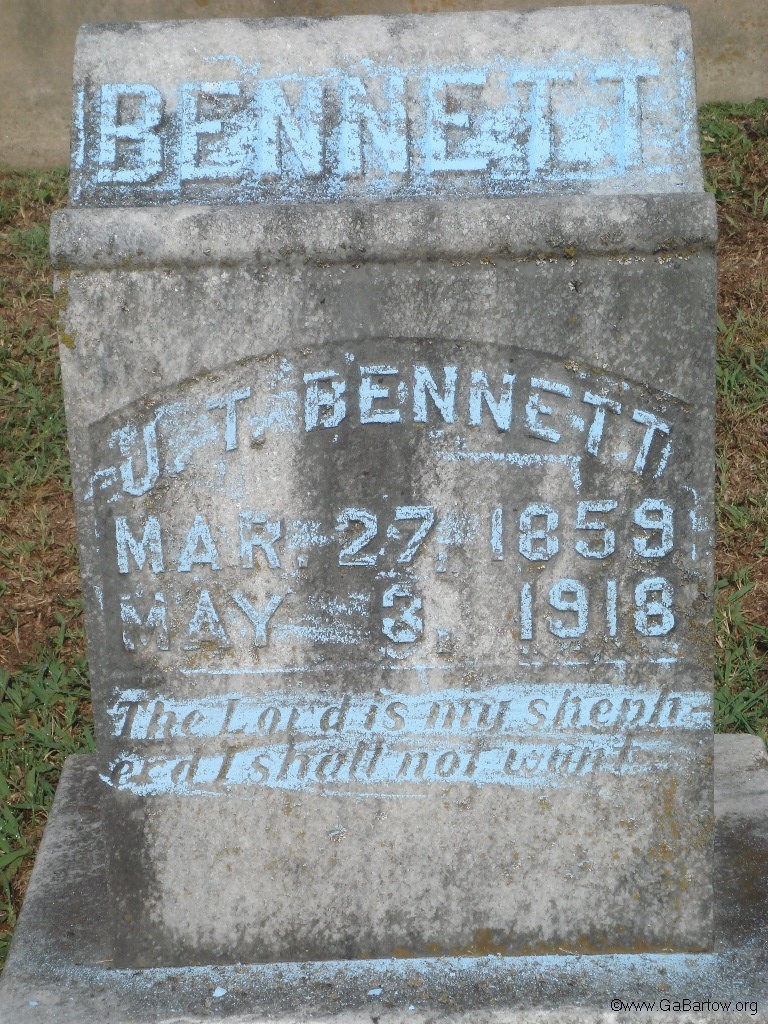 BENNETT
J. T. BENNETT
MAR. 27, 1859
MAY 3, 1918
The Lord is my sheph-
erd I shall not want.
©www.GaBartow.org